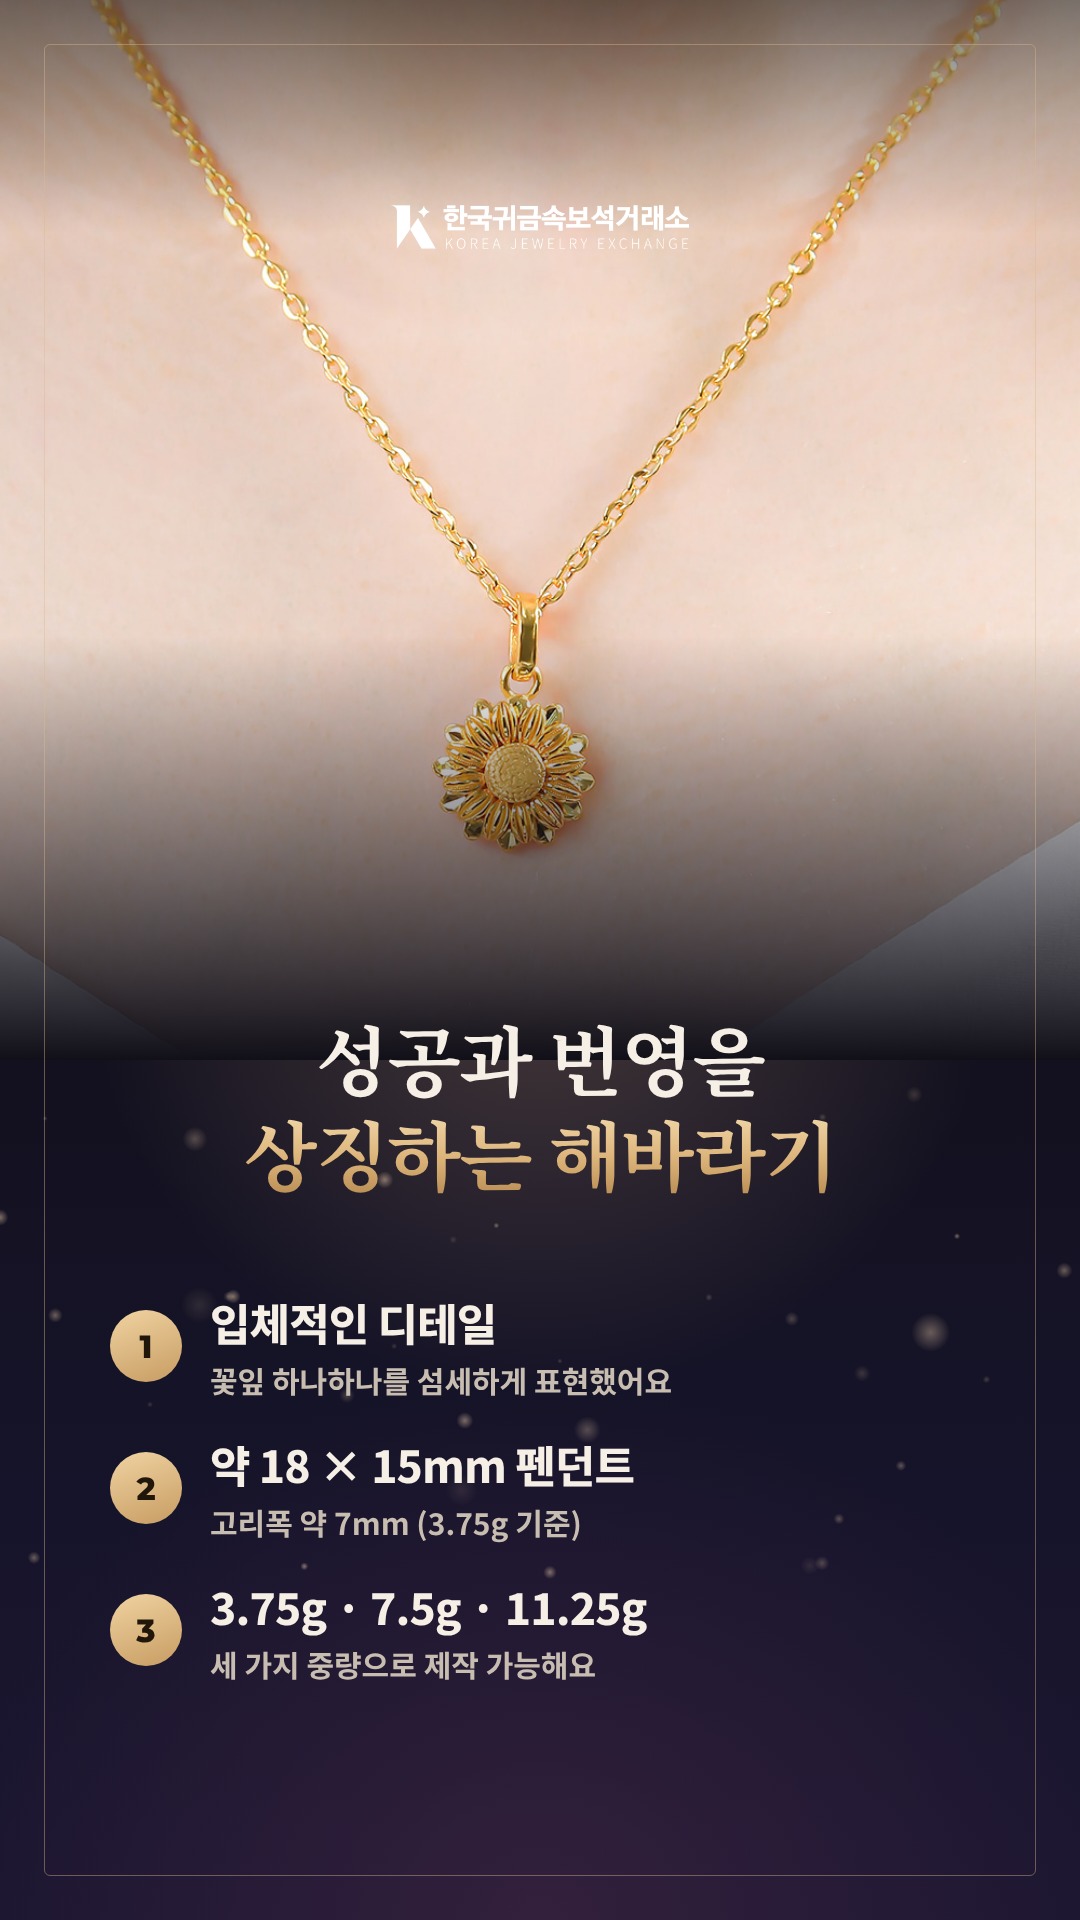 한국귀금속보석거래소
KOREA JEWELRY EXCHANGE
성공과 번영을
상징하는 해바라기
1
입체적인 디테일
꽃잎 하나하나를 섬세하게 표현했어요
2
약 18 × 15mm 펜던트
고리폭 약 7mm (3.75g 기준)
3
3.75g · 7.5g · 11.25g
세 가지 중량으로 제작 가능해요